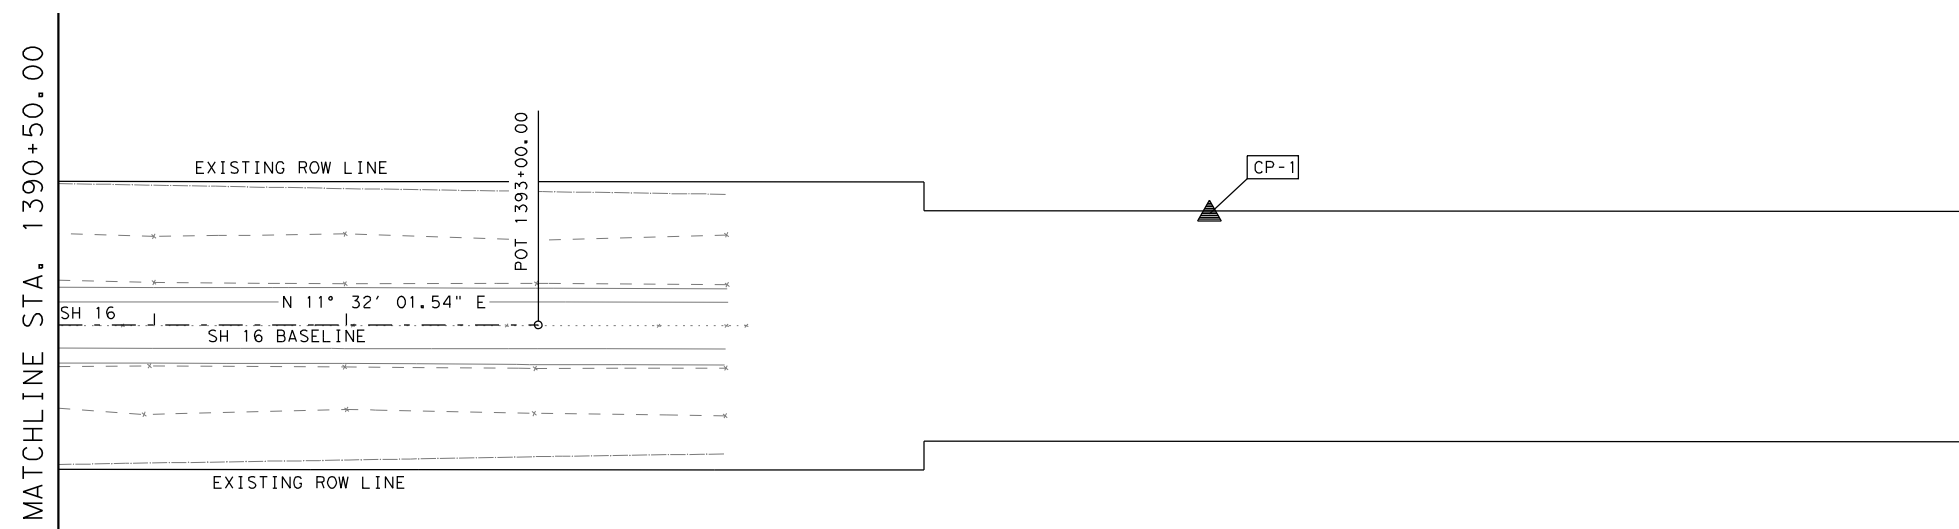 MATCHLINE STA. 1390+50.00
EXISTING ROW LINE
POT 1393+00.00
CP-1
N 11° 32′ 01.54" E
SH 16
SH 16 BASELINE
EXISTING ROW LINE